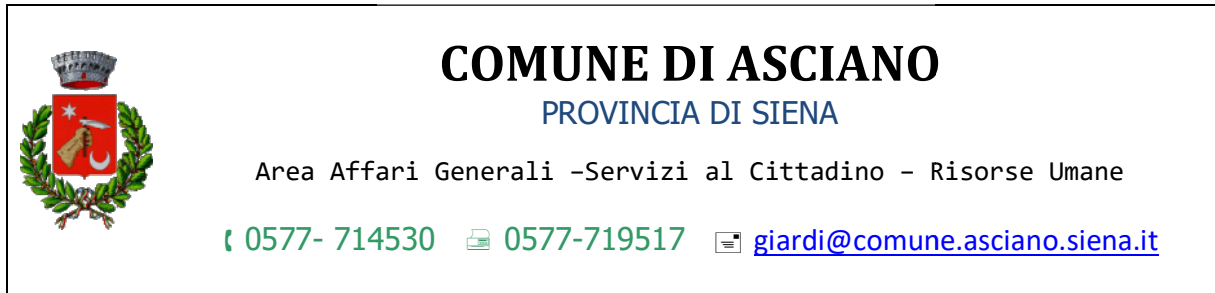 COMUNE DI ASCIANO
PROVINCIA DI SIENA
Area Affari Generali –Servizi al Cittadino – Risorse Umane
0577- 714530 0577-719517 giardi@comune.asciano.siena.it